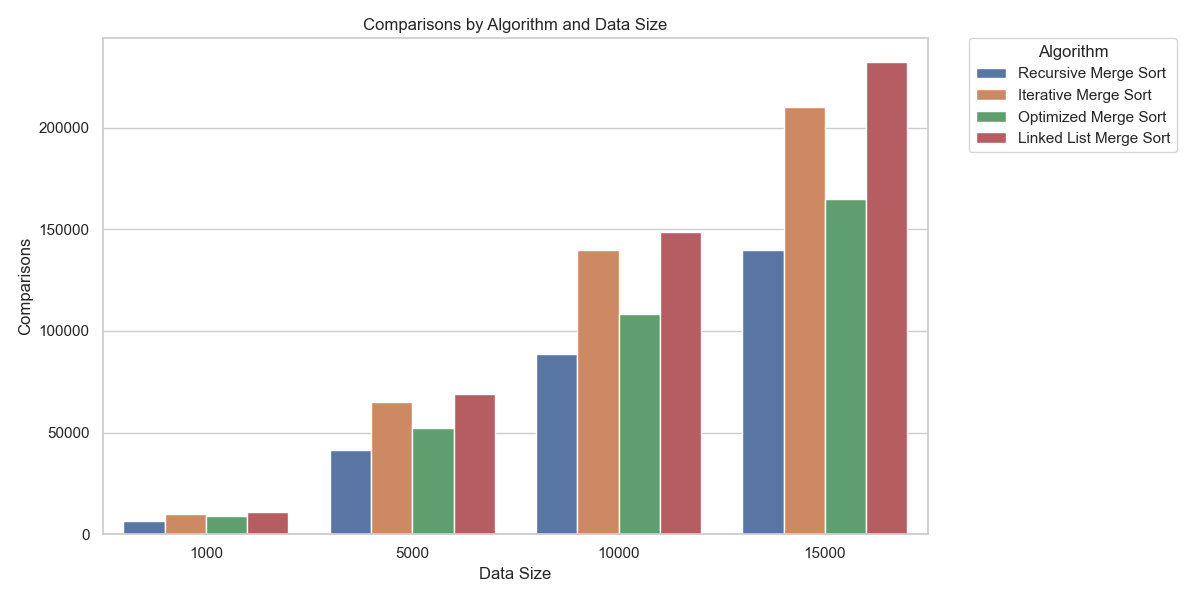 Comparisons by Algorithm and Data Size
Algorithm
Recursive Merge Sort
Iterative Merge Sort
Optimized Merge Sort
Linked List Merge Sort
Comparisons
200000
150000
100000
50000
0
1000 5000 10000 15000
Data Size